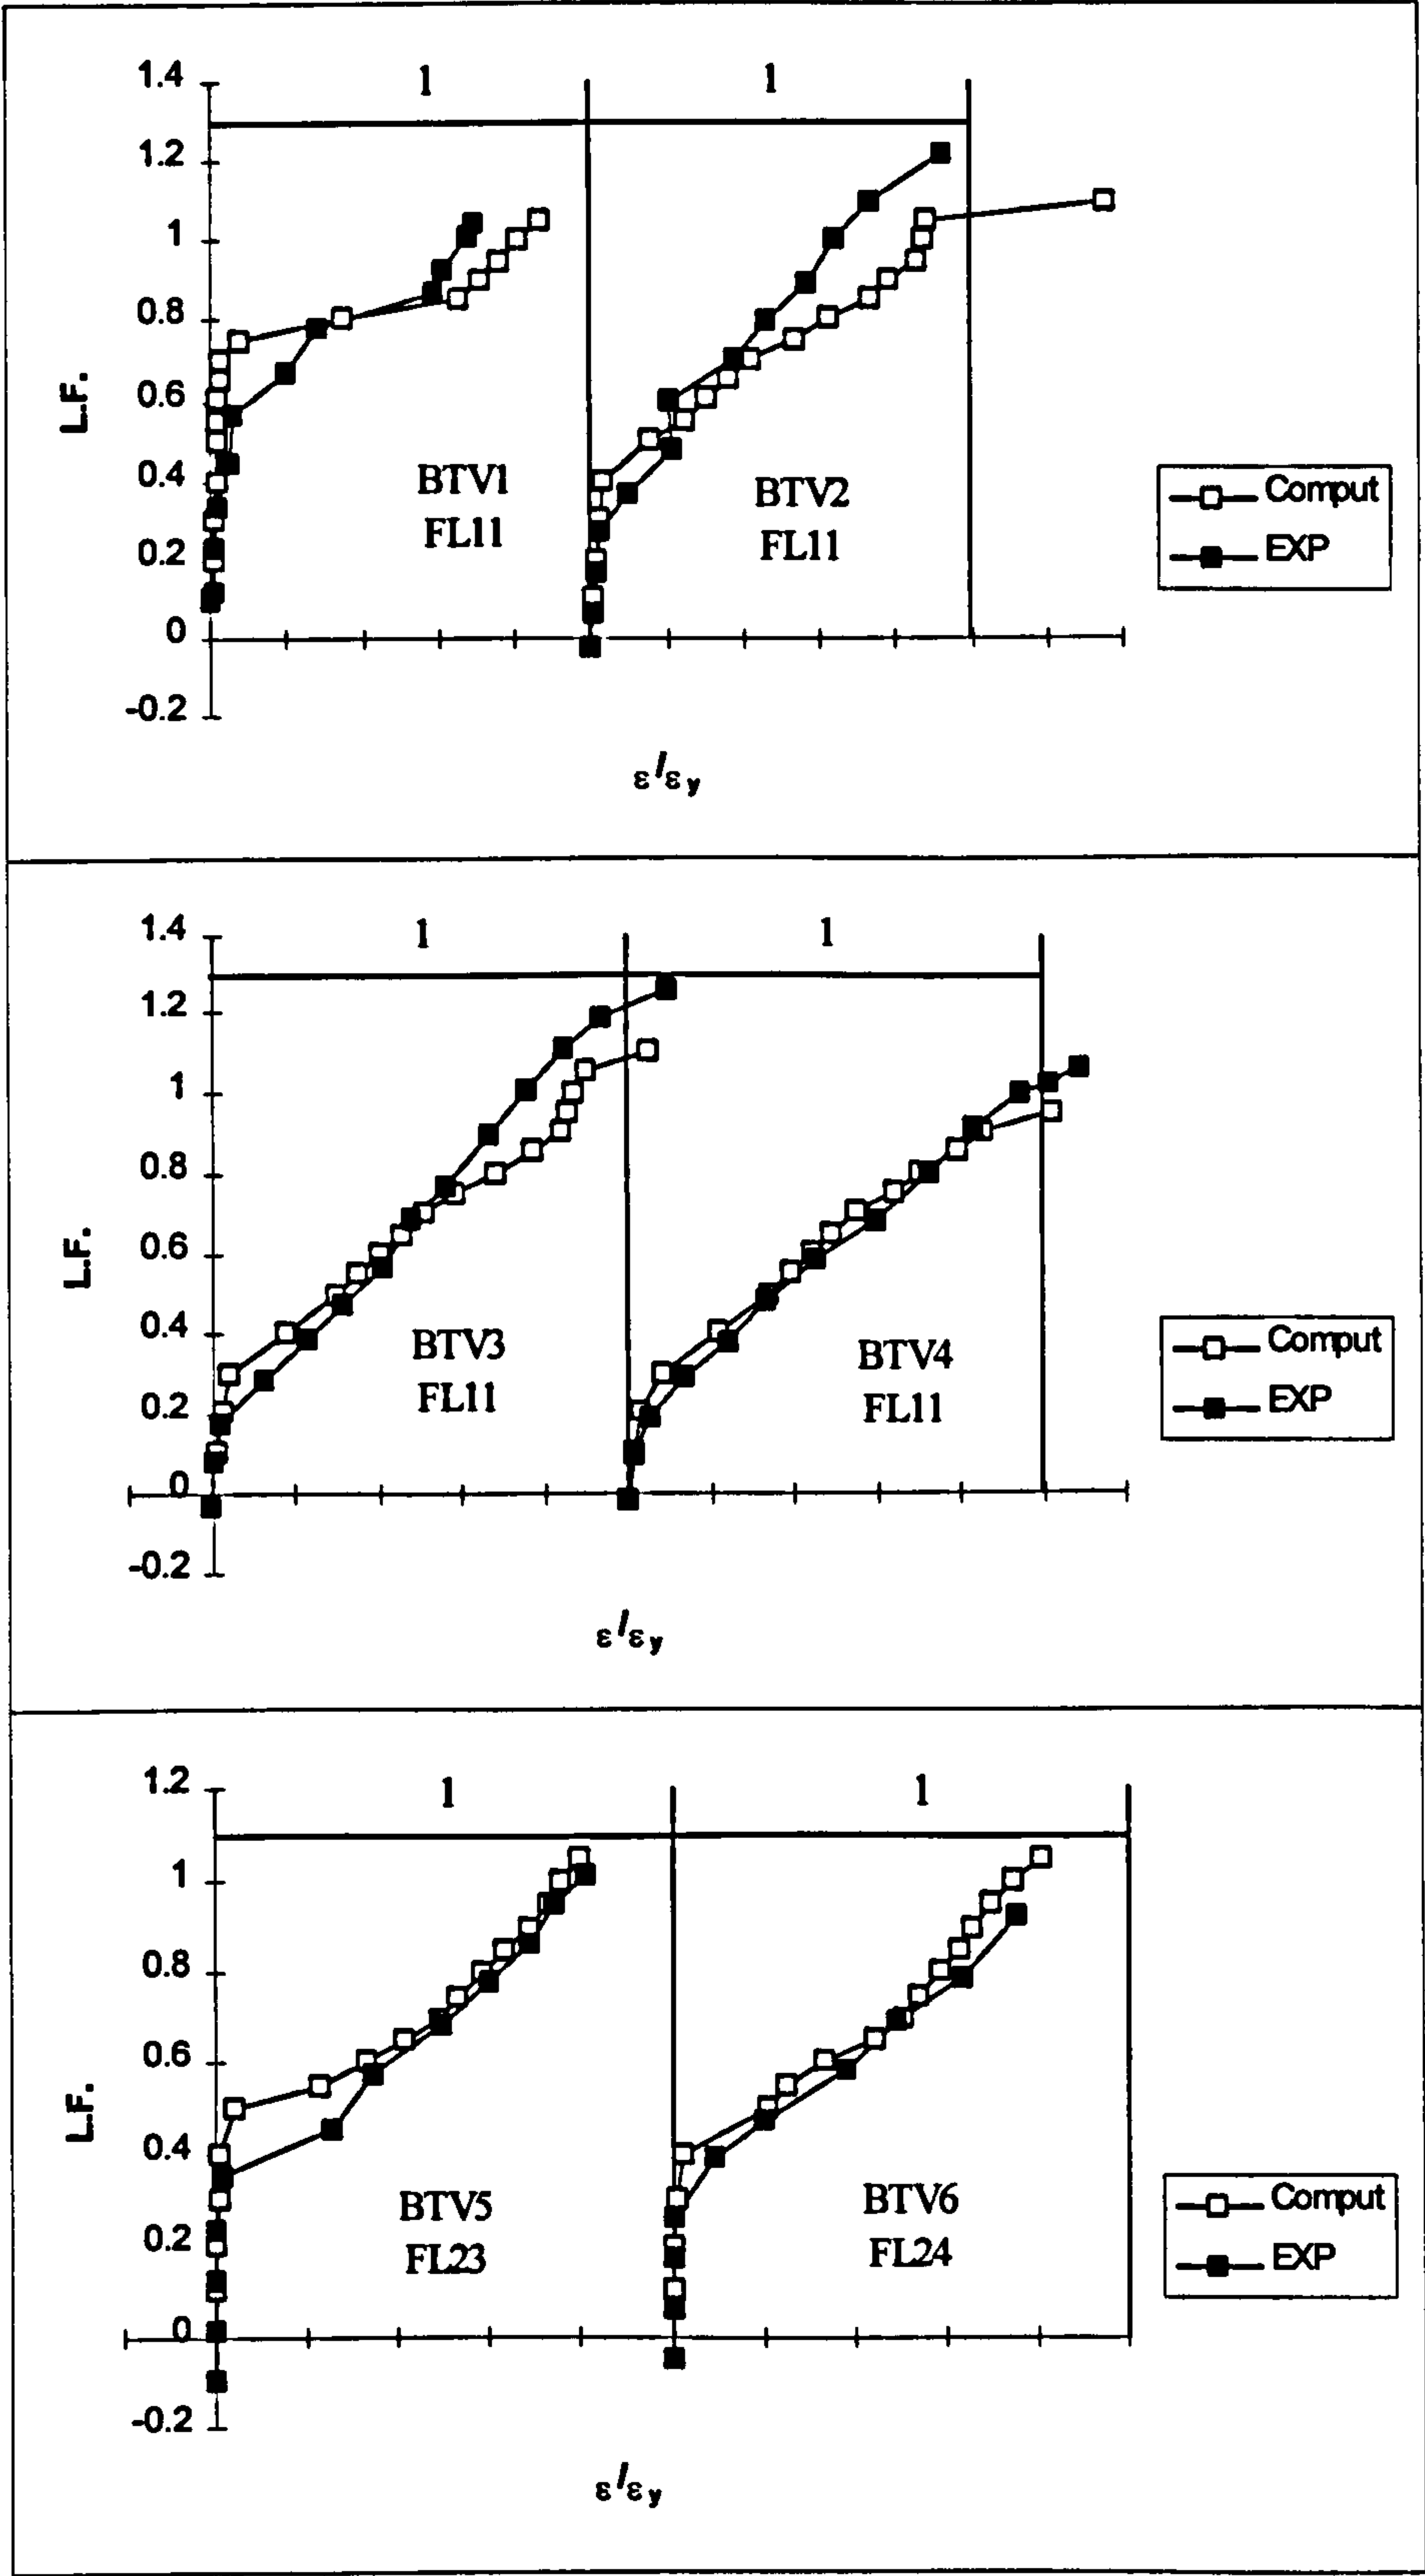 1.4
1
1
1.2
1
0.8
0.6
0.4
0.2
0
-0.2
L.F.
BTV1
FL11
BTV2
FL11
Comput
EXP
ε/εy
1.4
1
1
1.2
1
0.8
0.6
0.4
0.2
0
-0.2
L.F.
BTV3
FL11
BTV4
FL11
Comput
EXP
ε/εy
1.2
1
1
1
0.8
0.6
0.4
0.2
0
-0.2
L.F.
BTV5
FL23
BTV6
FL24
Comput
EXP
ε/εy